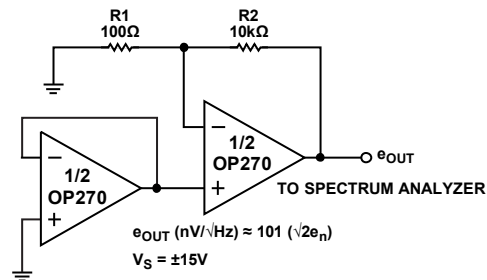 R1
100Ω
R2
10kΩ
−
+
1/2
OP270
−
+
1/2
OP270
eOUT
TO SPECTRUM ANALYZER
eOUT (nV/√Hz) ≈ 101 (√2en)
VS = ±15V